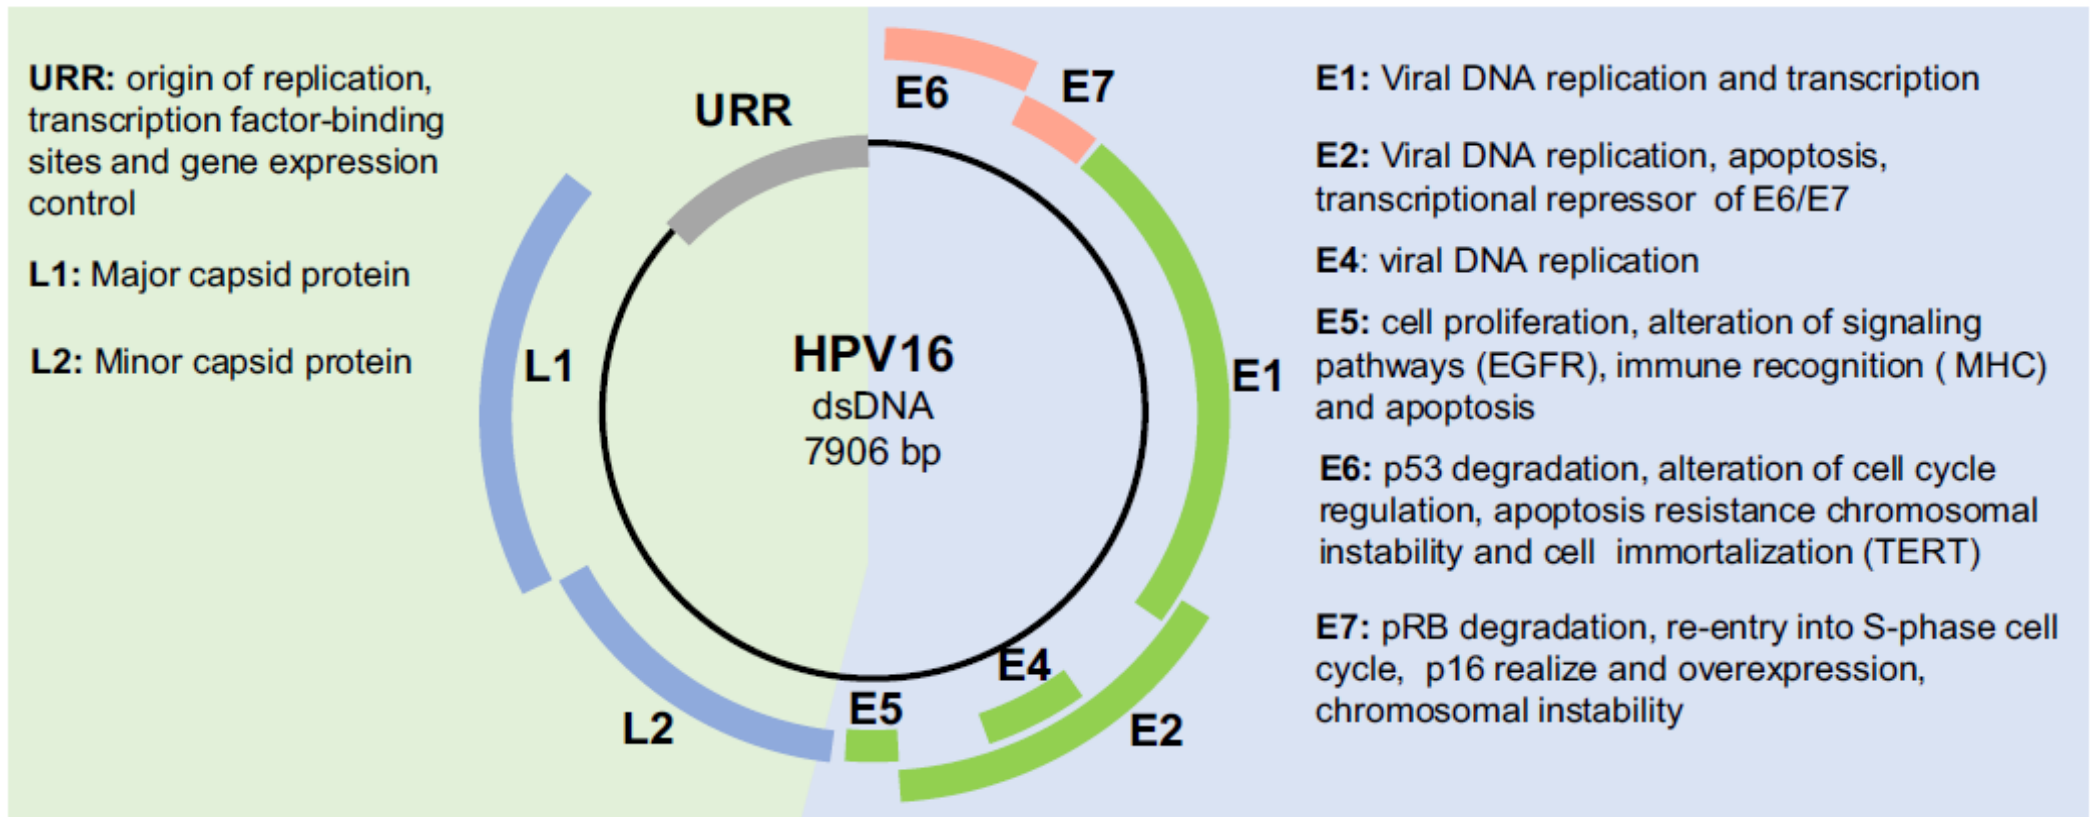 URR: origin of replication,
transcription factor-binding
sites and gene expression
control
L1: Major capsid protein
L2: Minor capsid protein
URR
E6
E7
L1
HPV16
dsDNA
7906 bp
E1
E4
E5
L2
E2
E1: Viral DNA replication and transcription
E2: Viral DNA replication, apoptosis,
transcriptional repressor of E6/E7
E4: viral DNA replication
E5: cell proliferation, alteration of signaling
pathways (EGFR), immune recognition ( MHC)
and apoptosis
E6: p53 degradation, alteration of cell cycle
regulation, apoptosis resistance chromosomal
instability and cell immortalization (TERT)
E7: pRB degradation, re-entry into S-phase cell
cycle, p16 realize and overexpression,
chromosomal instability